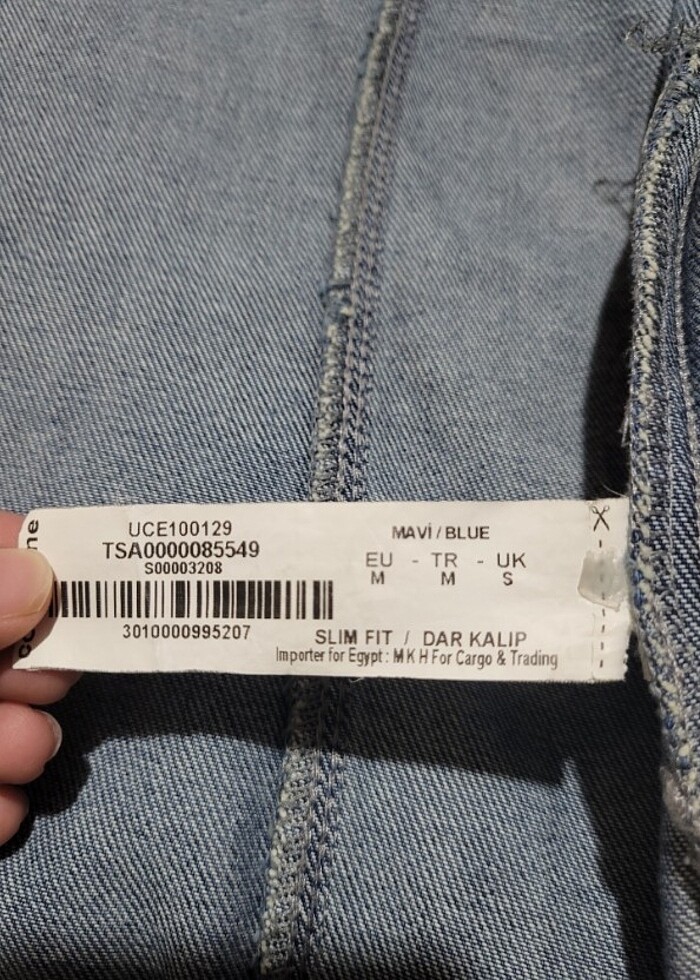 UCE100129
TSA0000085549
S00003208
3010000995207
MAVİ / BLUE
EU - TR - UK
M M S
SLIM FIT / DAR KALIP
Importer for Egypt : M K H For Cargo & Trading